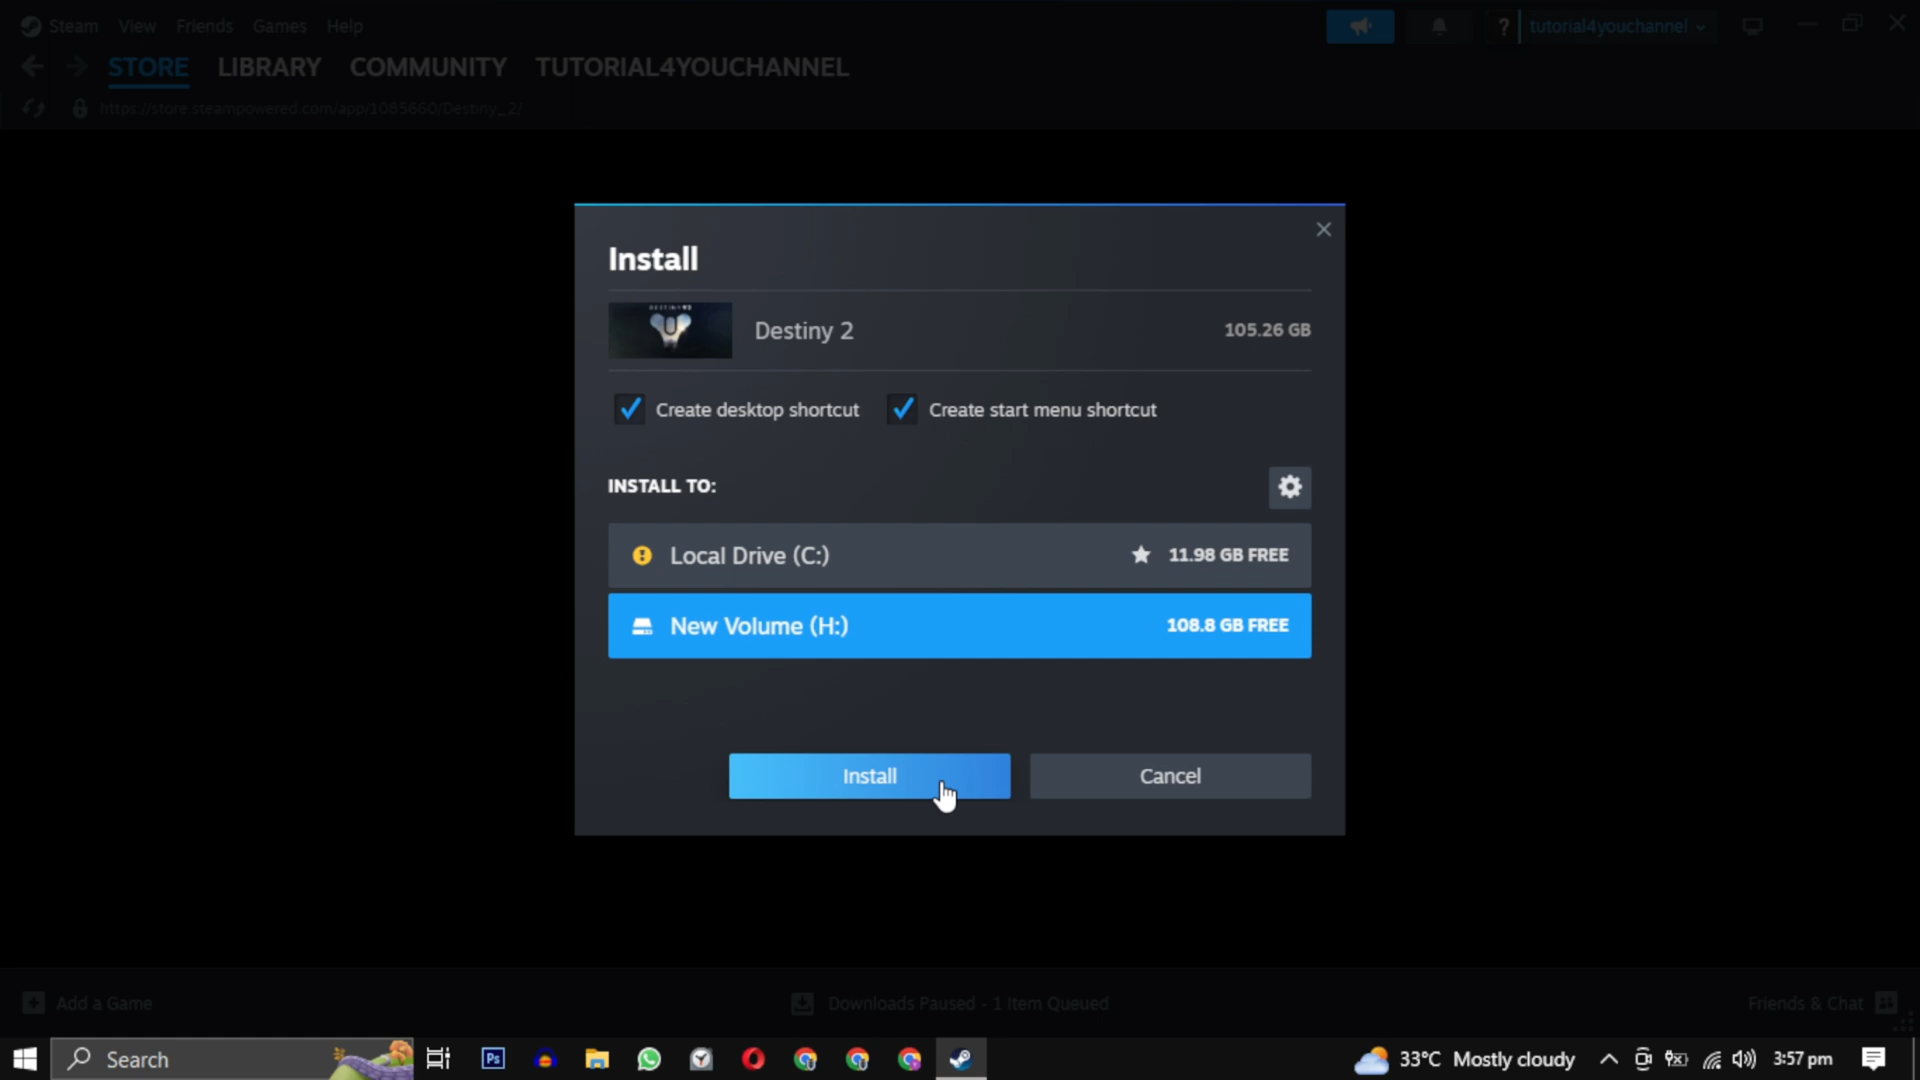 Steam View Friends Games Help ? tutorial4youchannel
STORE LIBRARY COMMUNITY TUTORIAL4YOUCHANNEL
https://store.steampowered.com/app/1085660/Destiny_2/
Install
DESTINY 2
Destiny 2 105.26 GB
Create desktop shortcut Create start menu shortcut
INSTALL TO:
Local Drive (C:) 11.98 GB FREE
New Volume (H:) 108.8 GB FREE
Install Cancel
Add a Game Downloads Paused - 1 Item Queued Friends & Chat
Search Ps 33°C Mostly cloudy 3:57 pm